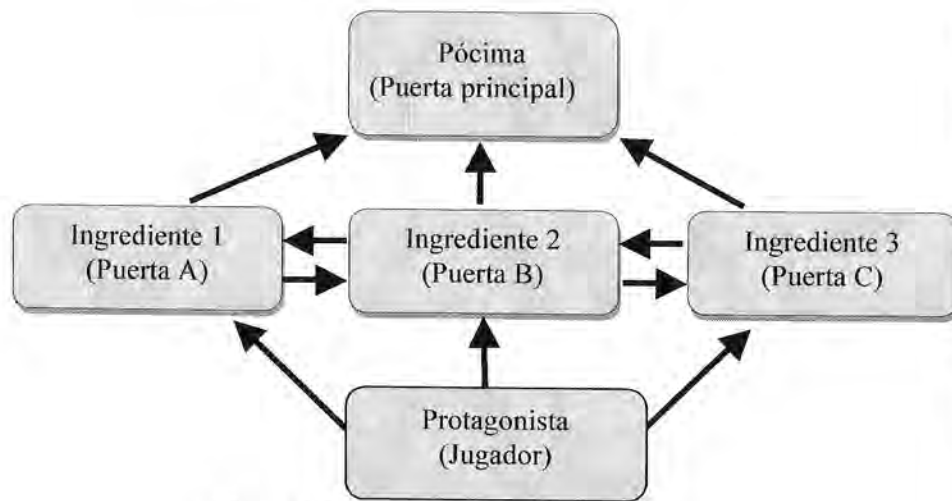 Pócima
(Puerta principal)
Ingrediente 1
(Puerta A)
Ingrediente 2
(Puerta B)
Ingrediente 3
(Puerta C)
Protagonista
(Jugador)